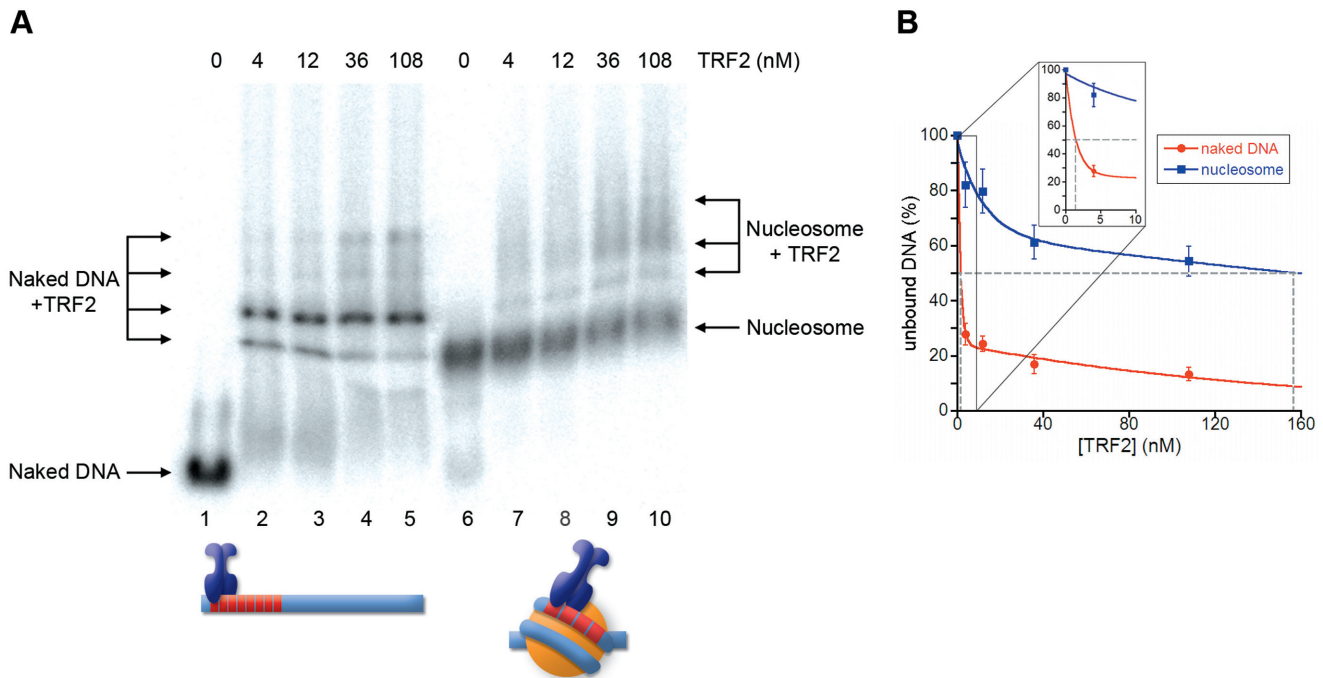 A
0 4 12 36 108 0 4 12 36 108 TRF2 (nM)
Naked DNA
+TRF2
Nucleosome
+ TRF2
Nucleosome
Naked DNA
1 2 3 4 5 6 7 8 9 10
B
100
80
60
40
20
0
0 5 10
naked DNA
nucleosome
unbound DNA (%)
100
80
60
40
20
0
0 40 80 120 160
[TRF2] (nM)